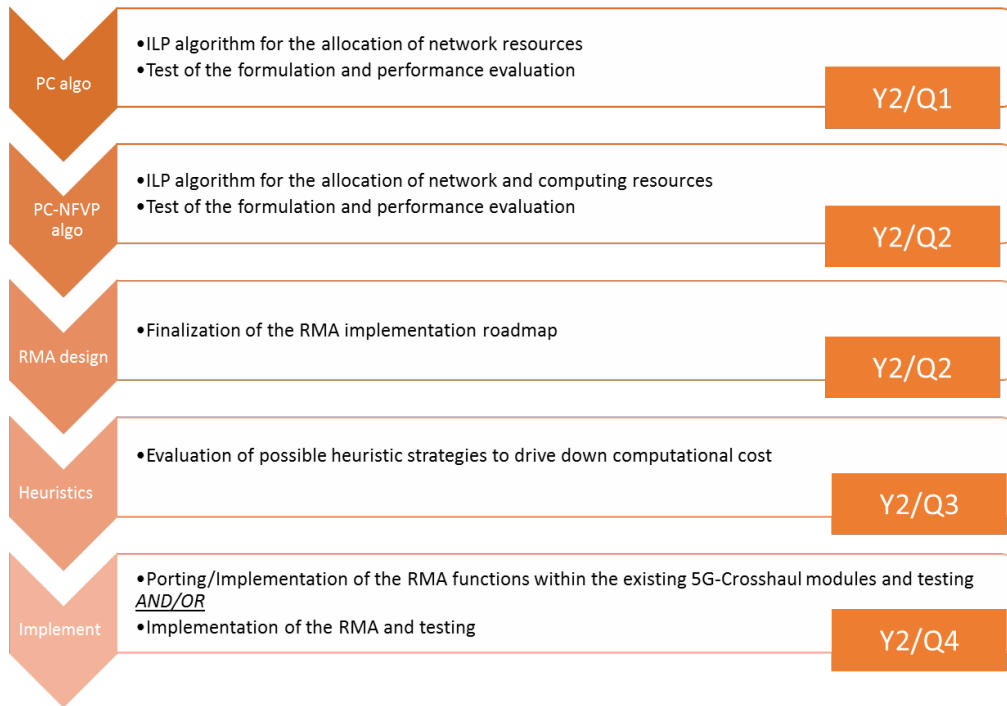 PC algo
•ILP algorithm for the allocation of network resources
•Test of the formulation and performance evaluation
Y2/Q1
PC-NFVP
algo
•ILP algorithm for the allocation of network and computing resources
•Test of the formulation and performance evaluation
Y2/Q2
RMA design
•Finalization of the RMA implementation roadmap
Y2/Q2
Heuristics
•Evaluation of possible heuristic strategies to drive down computational cost
Y2/Q3
Implement
•Porting/Implementation of the RMA functions within the existing 5G-Crosshaul modules and testing
AND/OR
•Implementation of the RMA and testing
Y2/Q4